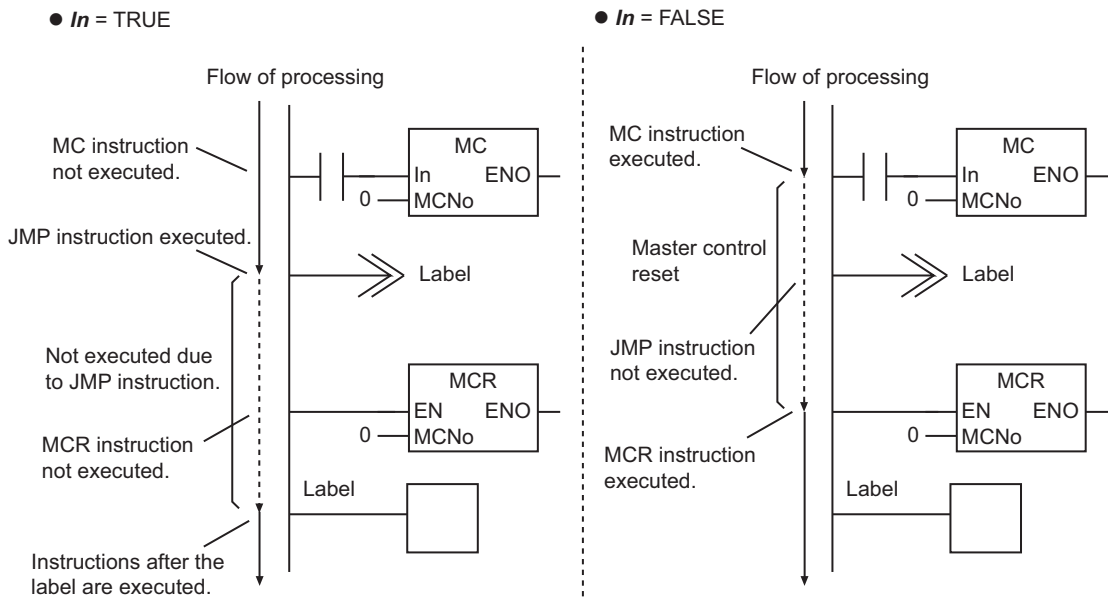 ● In = TRUE
Flow of processing
MC instruction
not executed.
MC
In ENO
0 MCNo
JMP instruction executed.
Label
Not executed due
to JMP instruction.
MCR
EN ENO
0 MCNo
MCR instruction
not executed.
Label
Instructions after the
label are executed.
● In = FALSE
Flow of processing
MC instruction
executed.
MC
In ENO
0 MCNo
Master control
reset
Label
JMP instruction
not executed.
MCR
EN ENO
0 MCNo
MCR instruction
executed.
Label